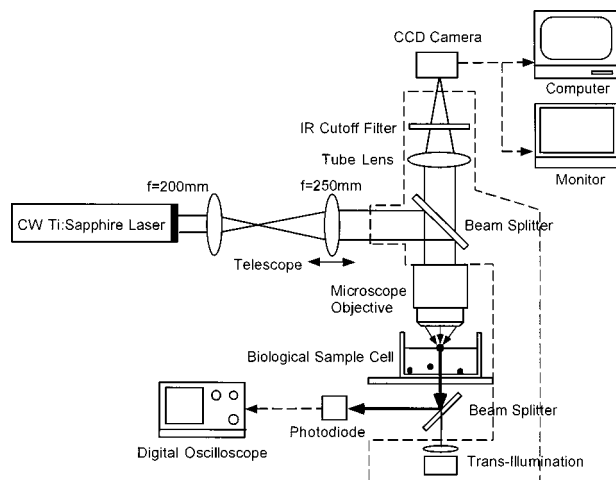 CCD Camera
Computer
IR Cutoff Filter
Tube Lens
Monitor
f=200mm
f=250mm
CW Ti:Sapphire Laser
Beam Splitter
Telescope
Microscope
Objective
Biological Sample Cell
Beam Splitter
Photodiode
Digital Oscilloscope
Trans-Illumination